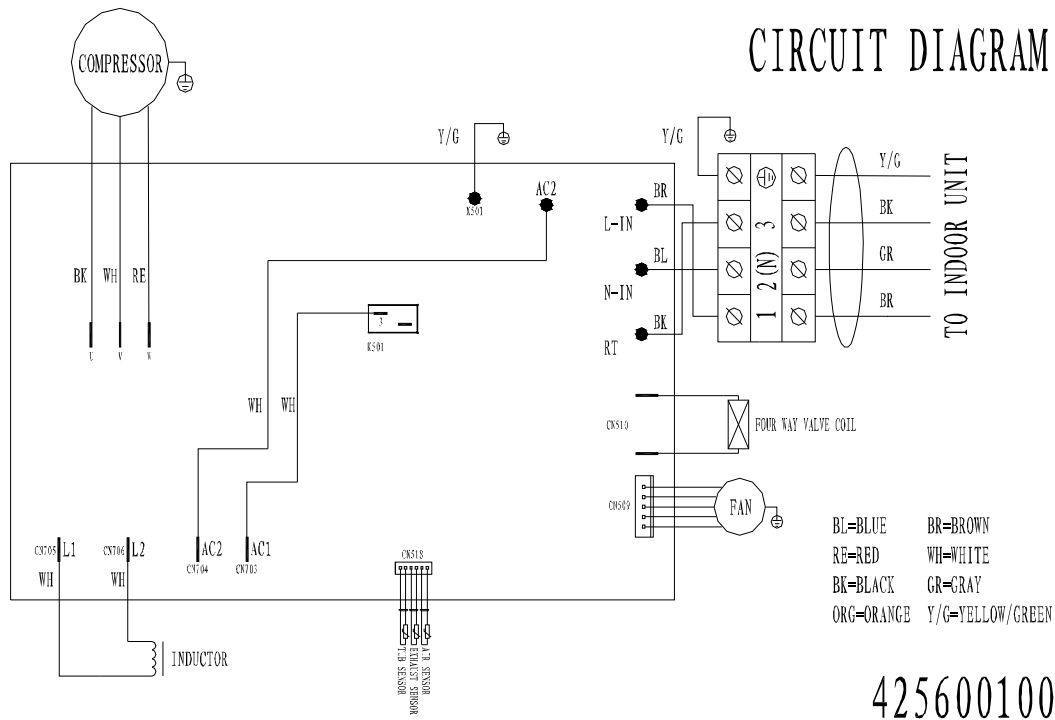 CIRCUIT DIAGRAM
COMPRESSOR
Y/G
Y/G
Y/G
BK
GR
BR
TO INDOOR UNIT
3
2(N)
1
AC2
BR
L-IN
BL
N-IN
BK
RT
BK
WH
RE
U
V
W
3
K501
WH
WH
CN510
FOUR WAY VALVE COIL
CN509
FAN
CN705
L1
CN706
L2
AC2
CN704
AC1
CN703
WH
WH
CN518
INDUCTOR
SENSOR
EXHAUST SENSOR
SENSOR
BL=BLUE
BR=BROWN
RE=RED
WH=WHITE
BK=BLACK
GR=GRAY
ORG=ORANGE
Y/G=YELLOW/GREEN
425600100